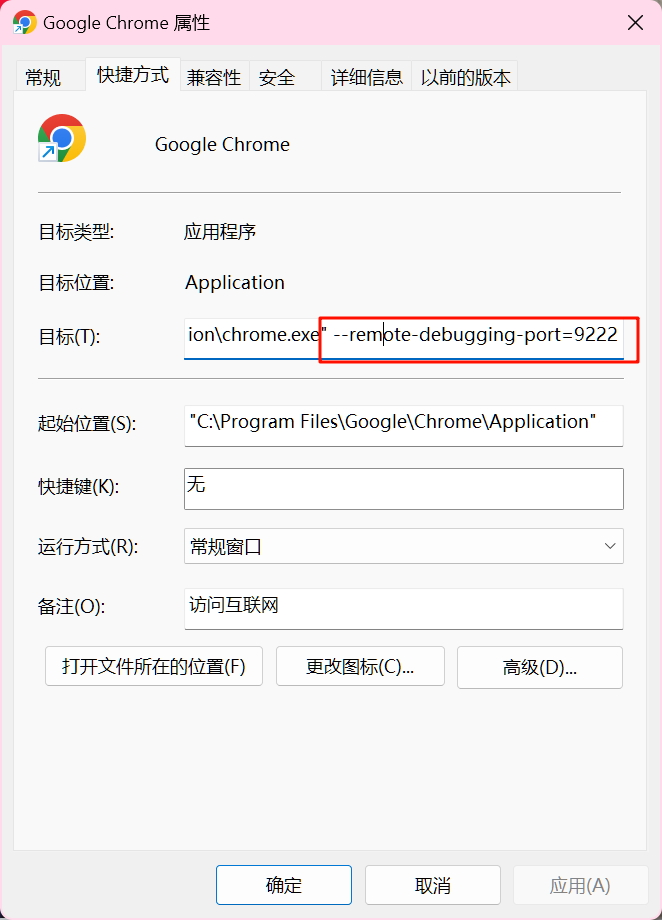 Google Chrome 属性
常规 快捷方式 兼容性 安全 详细信息 以前的版本
Google Chrome
目标类型: 应用程序
目标位置: Application
目标(T): ion\chrome.exe" --remote-debugging-port=9222
起始位置(S): "C:\Program Files\Google\Chrome\Application"
快捷键(K): 无
运行方式(R): 常规窗口
备注(O): 访问互联网
打开文件所在的位置(F) 更改图标(C)... 高级(D)...
确定 取消 应用(A)